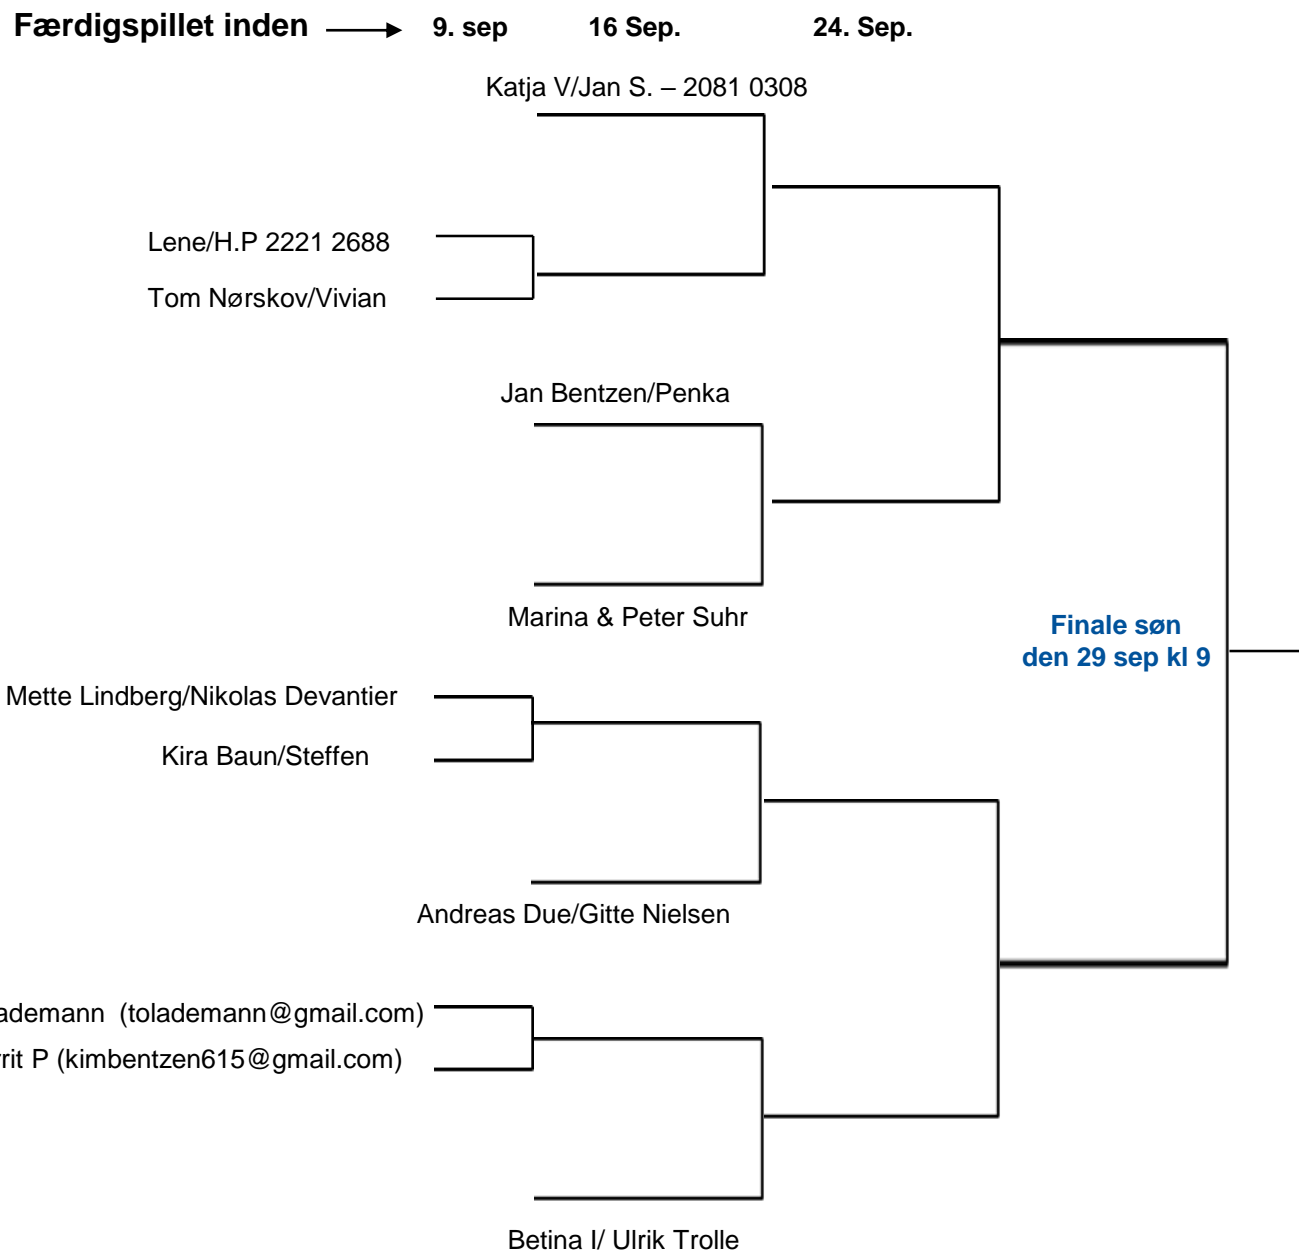 Færdigspillet inden 9. sep 16 Sep. 24. Sep.
Katja V/Jan S. – 2081 0308
Lene/H.P 2221 2688
Tom Nørskov/Vivian
Jan Bentzen/Penka
Marina & Peter Suhr
Finale søn
den 29 sep kl 9
Mette Lindberg/Nikolas Devantier
Kira Baun/Steffen
Andreas Due/Gitte Nielsen
(tolademann@gmail.com)
P (kimbentzen615@gmail.com)
Betina I/ Ulrik Trolle